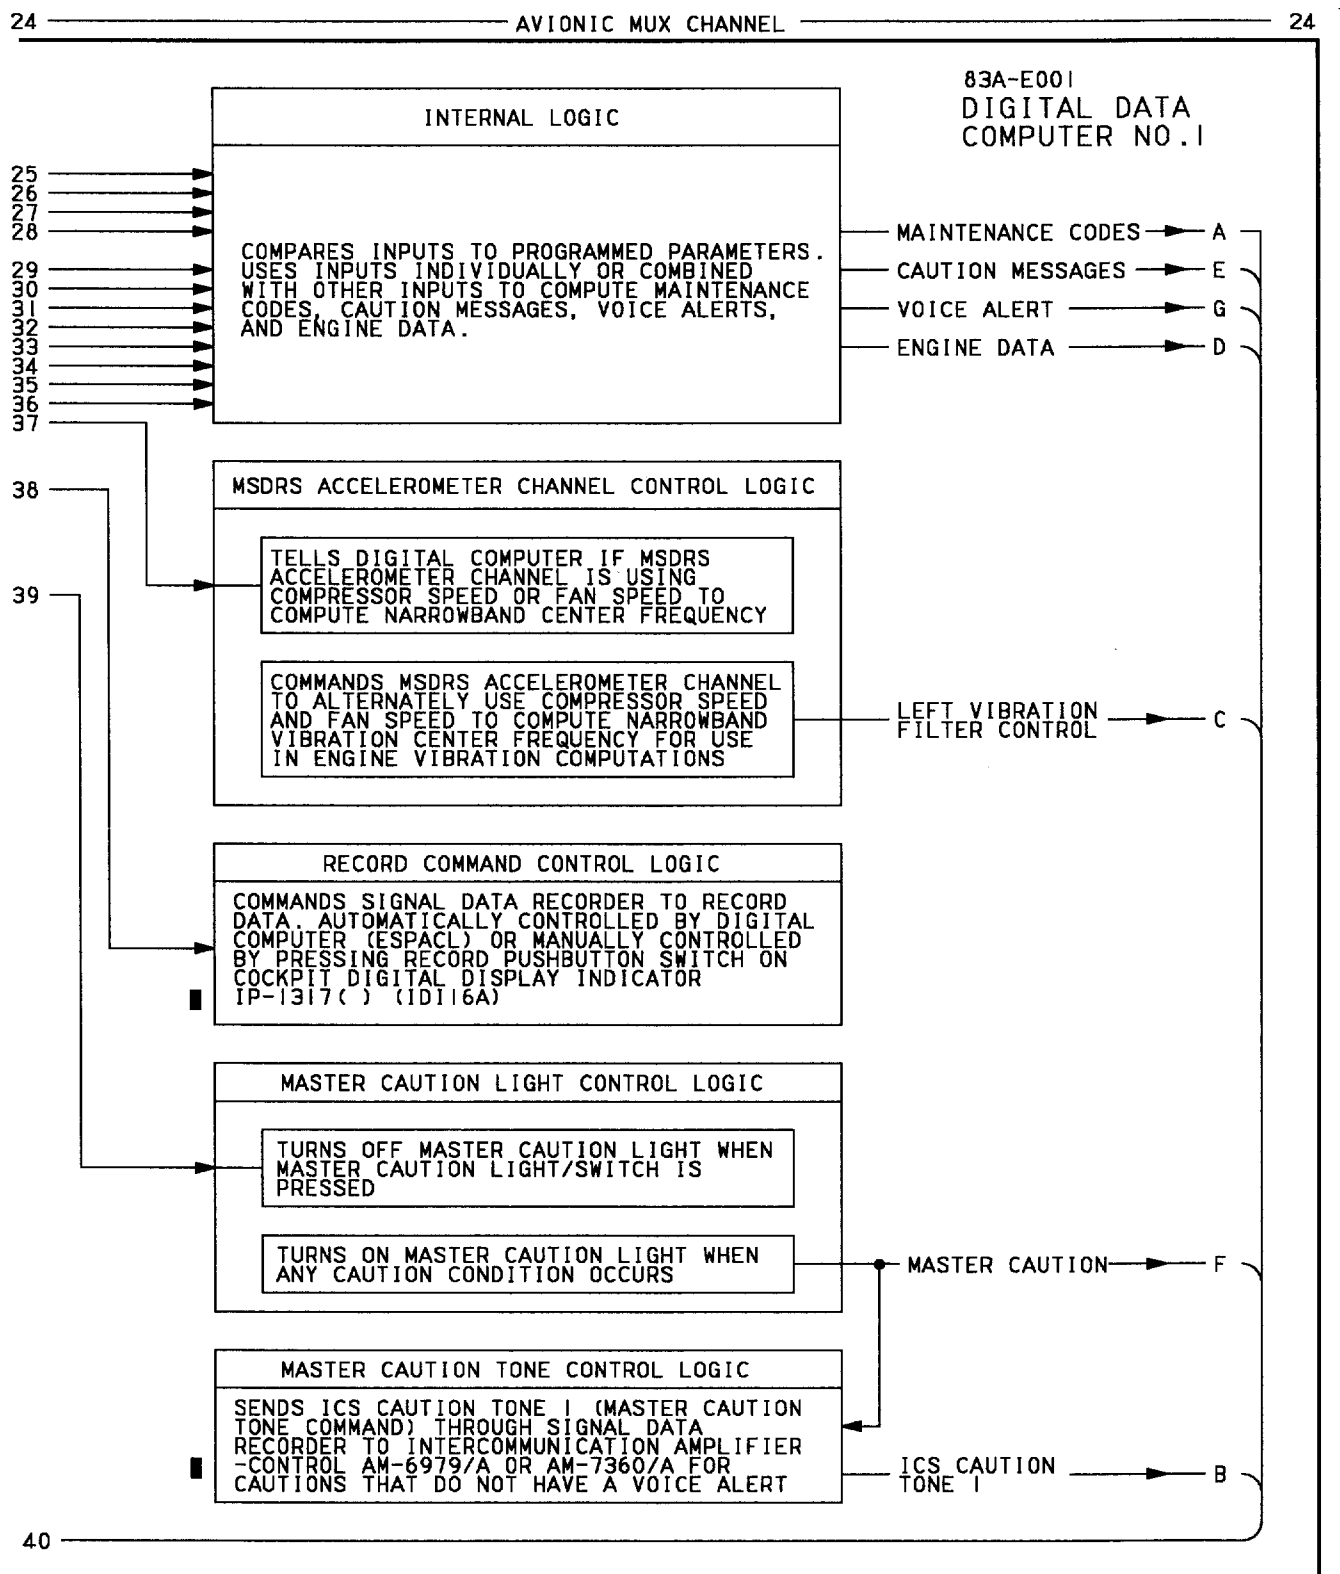 24 AVIONIC MUX CHANNEL 24
83A-E001
DIGITAL DATA
COMPUTER NO.1
INTERNAL LOGIC
25
26
27
28
29
30
31
32
33
34
35
36
37
COMPARES INPUTS TO PROGRAMMED PARAMETERS.
USES INPUTS INDIVIDUALLY OR COMBINED
WITH OTHER INPUTS TO COMPUTE MAINTENANCE
CODES, CAUTION MESSAGES, VOICE ALERTS,
AND ENGINE DATA.
MAINTENANCE CODES A
CAUTION MESSAGES E
VOICE ALERT G
ENGINE DATA D
38
MSDRS ACCELEROMETER CHANNEL CONTROL LOGIC
39
TELLS DIGITAL COMPUTER IF MSDRS
ACCELEROMETER CHANNEL IS USING
COMPRESSOR SPEED OR FAN SPEED TO
COMPUTE NARROWBAND CENTER FREQUENCY
COMMANDS MSDRS ACCELEROMETER CHANNEL
TO ALTERNATELY USE COMPRESSOR SPEED
AND FAN SPEED TO COMPUTE NARROWBAND
VIBRATION CENTER FREQUENCY FOR USE
IN ENGINE VIBRATION COMPUTATIONS
LEFT VIBRATION
FILTER CONTROL C
RECORD COMMAND CONTROL LOGIC
COMMANDS SIGNAL DATA RECORDER TO RECORD
DATA. AUTOMATICALLY CONTROLLED BY DIGITAL
COMPUTER (ESPACL) OR MANUALLY CONTROLLED
BY PRESSING RECORD PUSHBUTTON SWITCH ON
COCKPIT DIGITAL DISPLAY INDICATOR
IP-1317( ) (IDI16A)
MASTER CAUTION LIGHT CONTROL LOGIC
TURNS OFF MASTER CAUTION LIGHT WHEN
MASTER CAUTION LIGHT/SWITCH IS
PRESSED
TURNS ON MASTER CAUTION LIGHT WHEN
ANY CAUTION CONDITION OCCURS
MASTER CAUTION F
MASTER CAUTION TONE CONTROL LOGIC
SENDS ICS CAUTION TONE 1 (MASTER CAUTION
TONE COMMAND) THROUGH SIGNAL DATA
RECORDER TO INTERCOMMUNICATION AMPLIFIER
-CONTROL AM-6979/A OR AM-7360/A FOR
CAUTIONS THAT DO NOT HAVE A VOICE ALERT
ICS CAUTION
TONE 1 B
40